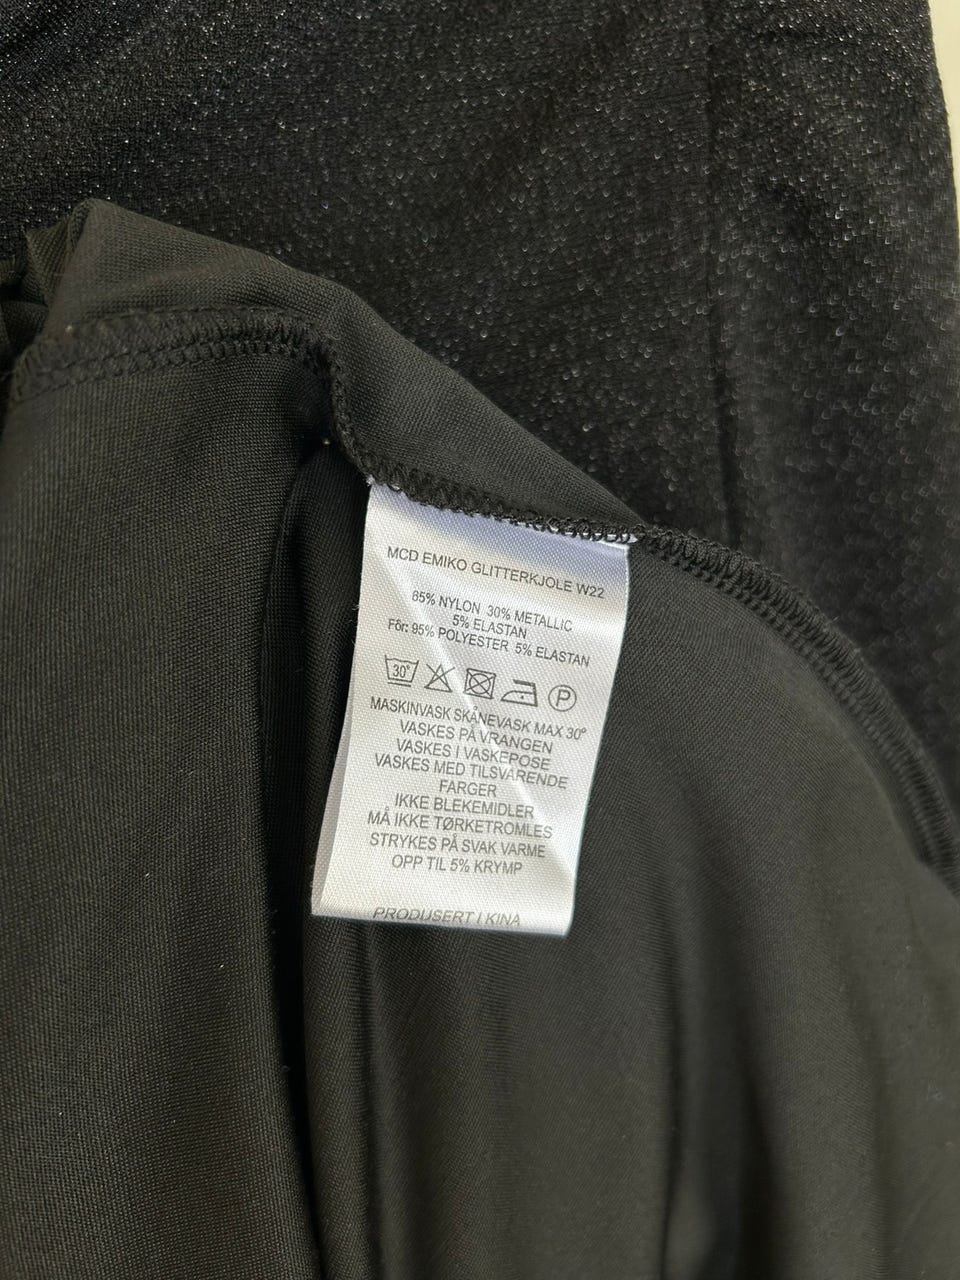 MCD EMIKO GLITTERKJOLE W22
65% NYLON 30% METALLIC
5% ELASTAN
Fôr: 95% POLYESTER 5% ELASTAN
30° P
MASKINVASK SKÅNEVASK MAX 30°
VASKES PÅ VRANGEN
VASKES I VASKEPOSE
VASKES MED TILSVARENDE
FARGER
IKKE BLEKEMIDLER
MÅ IKKE TØRKETROMLES
STRYKES PÅ SVAK VARME
OPP TIL 5% KRYMP
PRODUSERT I KINA